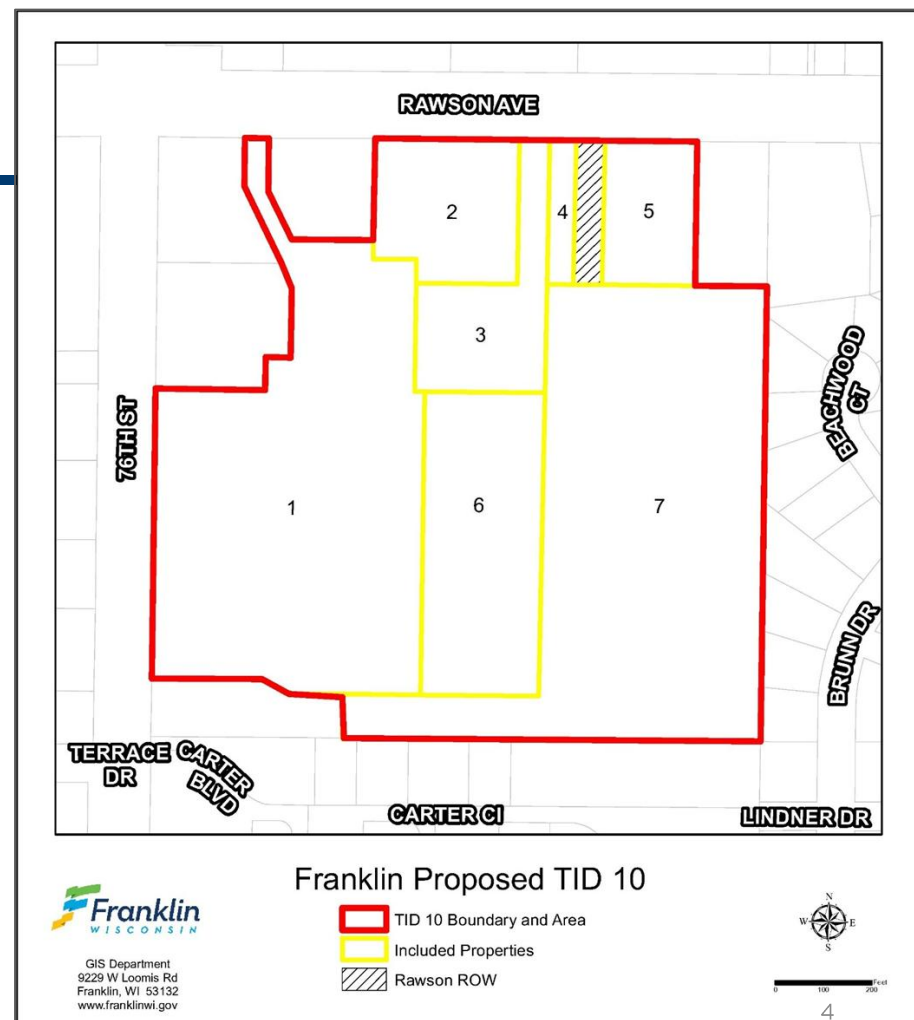 RAWSON AVE
2
4
5
3
76TH ST
BEACHWOOD
CT
1
6
7
BRUNN DR
TERRACE
DR
CARTER
BLVD
CARTER CI
LINDNER DR
Franklin Proposed TID 10
Franklin
WISCONSIN
GIS Department
9229 W Loomis Rd
Franklin, WI 53132
www.franklinwi.gov
TID 10 Boundary and Area
Included Properties
Rawson ROW
N
W E
S
Feet
0 100 200
4